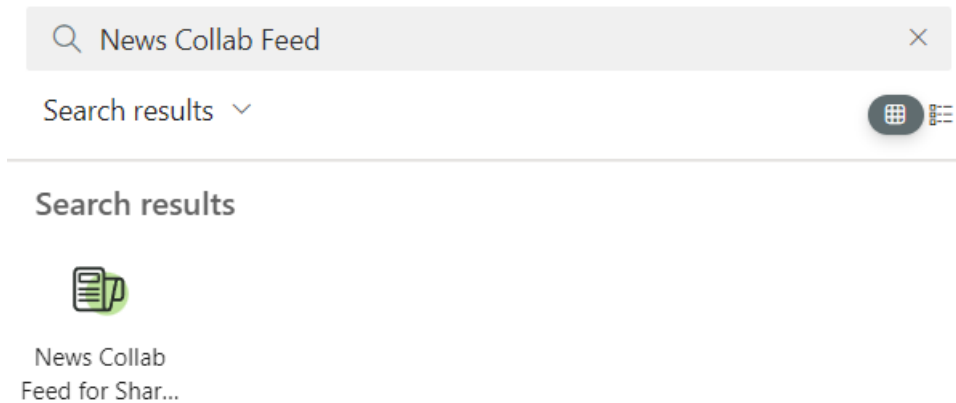 News Collab Feed
Search results
Search results
News Collab
Feed for Shar...